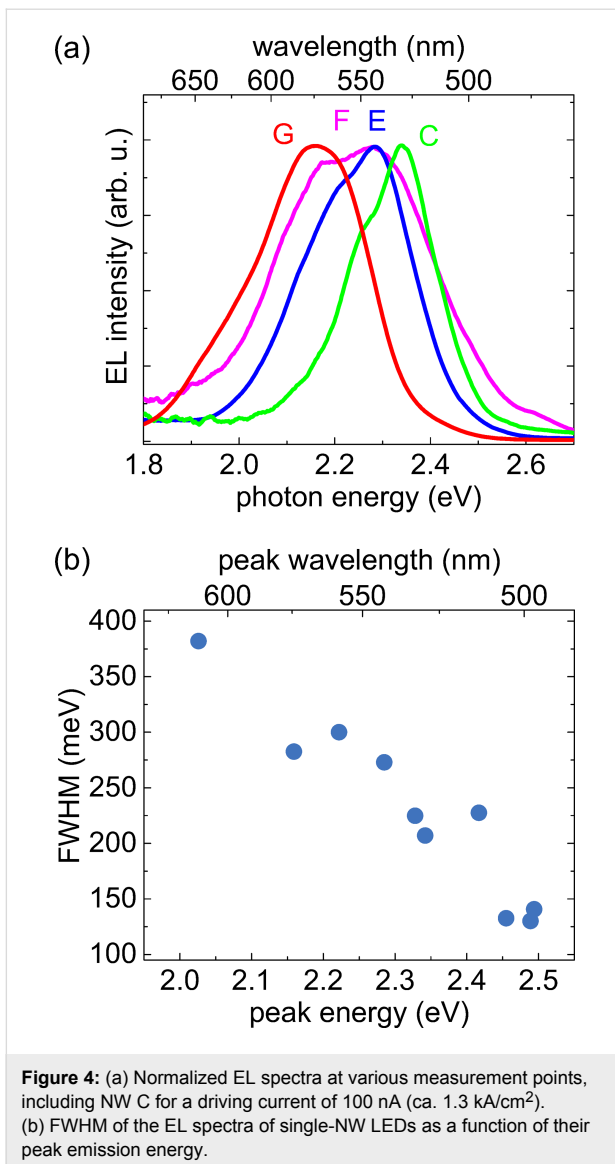 (a)
wavelength (nm)
650 600 550 500
G F E C
EL intensity (arb. u.)
1.8 2.0 2.2 2.4 2.6
photon energy (eV)
(b)
peak wavelength (nm)
600 550 500
400
350
300
250
200
150
100
FWHM (meV)
2.0 2.1 2.2 2.3 2.4 2.5
peak energy (eV)
Figure 4: (a) Normalized EL spectra at various measurement points,
including NW C for a driving current of 100 nA (ca. 1.3 kA/cm²).
(b) FWHM of the EL spectra of single-NW LEDs as a function of their
peak emission energy.